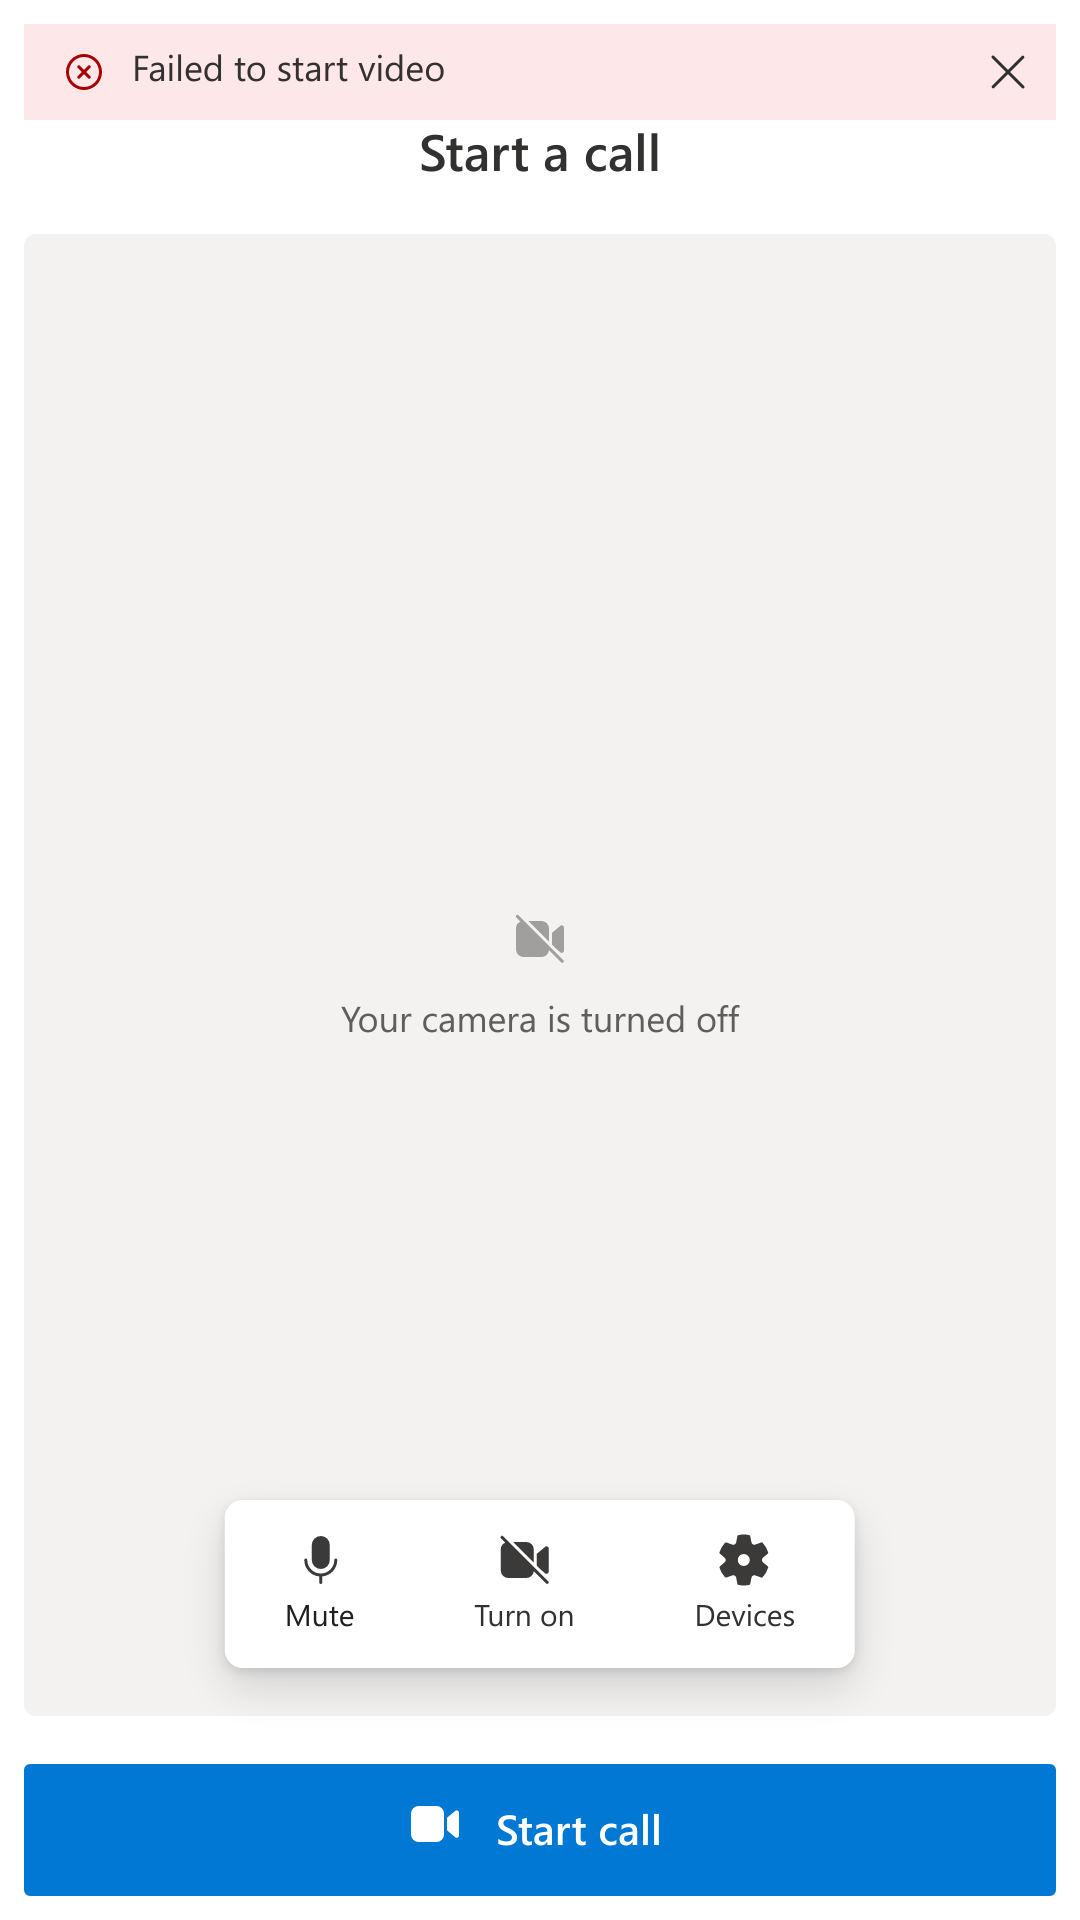 Failed to start video
Start a call
Your camera is turned off
Mute
Turn on
Devices
Start call